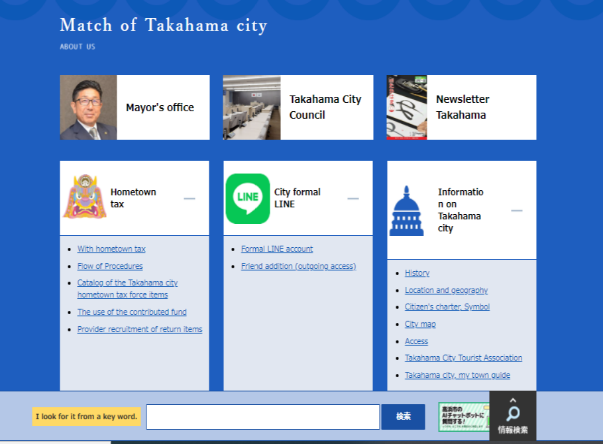 Match of Takahama city
ABOUT US
Mayor's office
Takahama City
Council
Newsletter
Takahama
Hometown
tax
LINE
City formal
LINE
Informatio
n on
Takahama
city
With hometown tax
Flow of Procedures
Catalog of the Takahama city
hometown tax force items
The use of the contributed fund
Provider recruitment of return items
Formal LINE account
Friend addition (outgoing access)
History
Location and geography
Citizen's charter, Symbol
City map
Access
Takahama City Tourist Association
Takahama city, my town guide
I look for it from a key word.
検索
高浜市の
AIチャットボットに
質問する!
情報検索